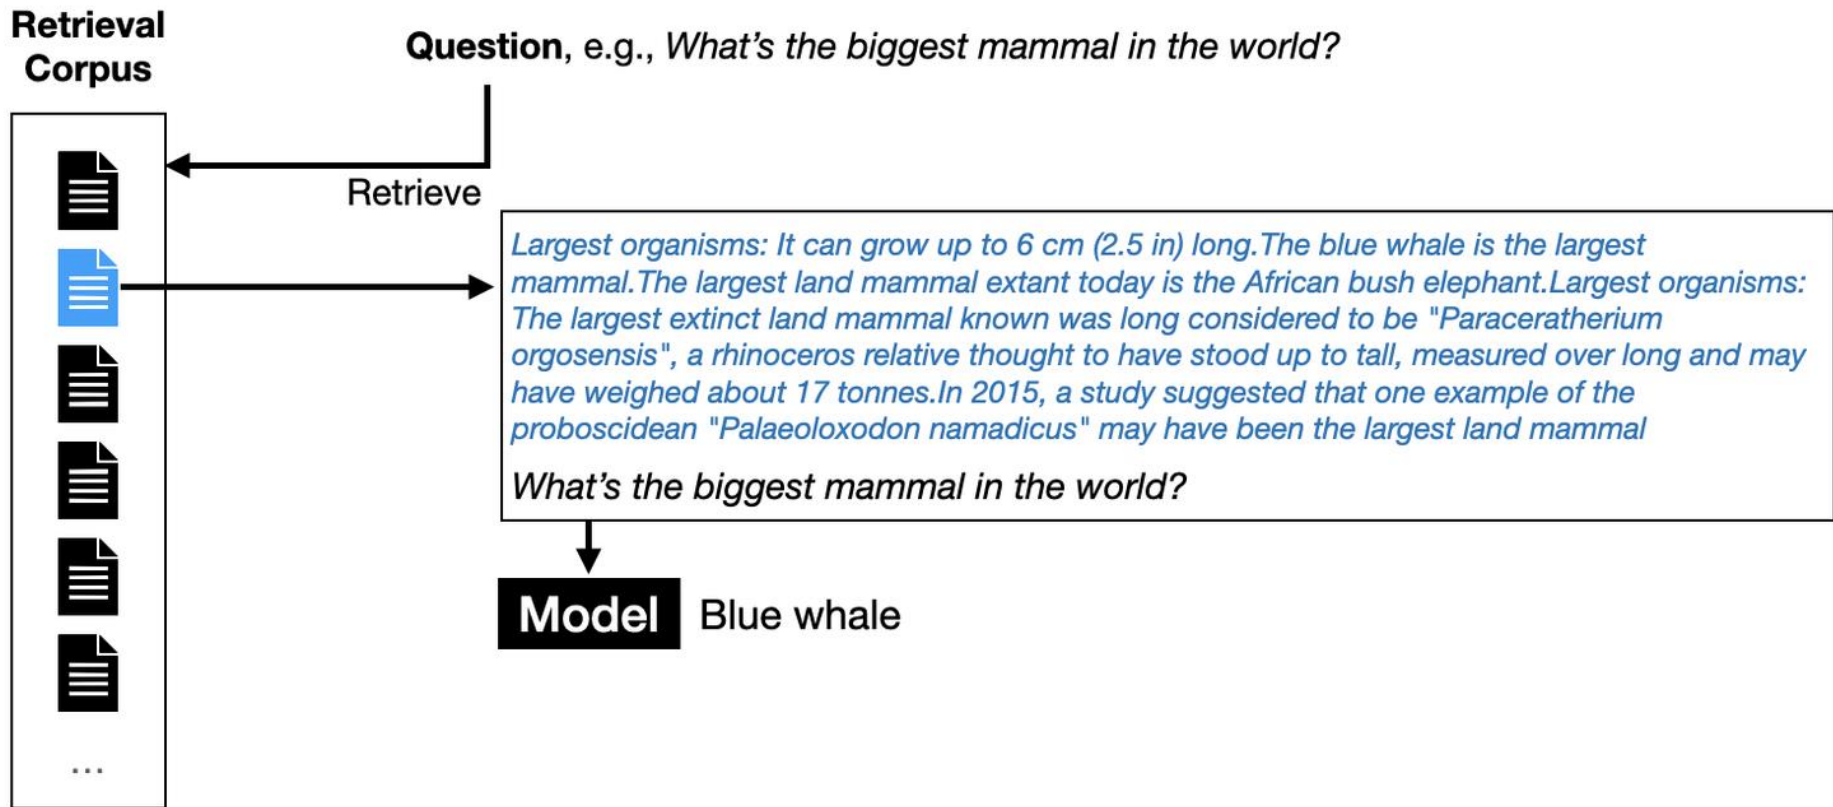 Retrieval
Corpus
Question, e.g., What's the biggest mammal in the world?
Retrieve
Largest organisms: It can grow up to 6 cm (2.5 in) long.The blue whale is the largest
mammal.The largest land mammal extant today is the African bush elephant.Largest organisms:
The largest extinct land mammal known was long considered to be "Paraceratherium
orgosensis", a rhinoceros relative thought to have stood up to tall, measured over long and may
have weighed about 17 tonnes.In 2015, a study suggested that one example of the
proboscidean "Palaeoloxodon namadicus" may have been the largest land mammal
What's the biggest mammal in the world?
Model Blue whale
...